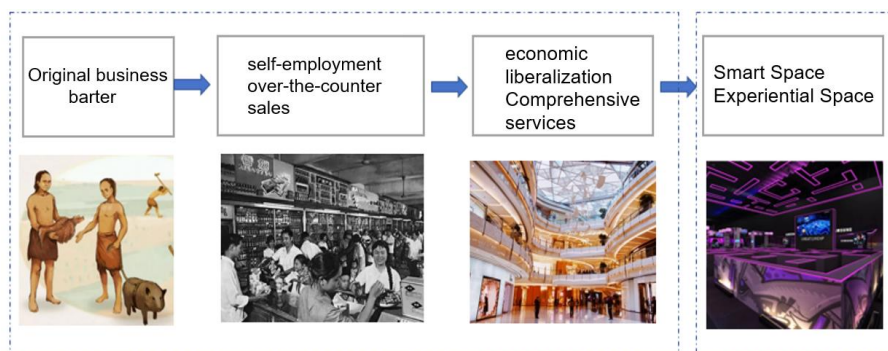 Original business
barter
self-employment
over-the-counter
sales
economic
liberalization
Comprehensive
services
Smart Space
Experiential Space